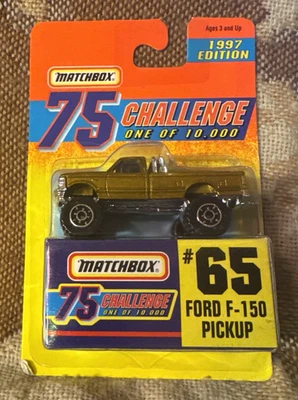 Ages 3 and Up
1997
EDITION
MATCHBOX
75 CHALLENGE
ONE OF 10,000
MATCHBOX
75 CHALLENGE
ONE OF 10,000
#65
FORD F-150
PICKUP